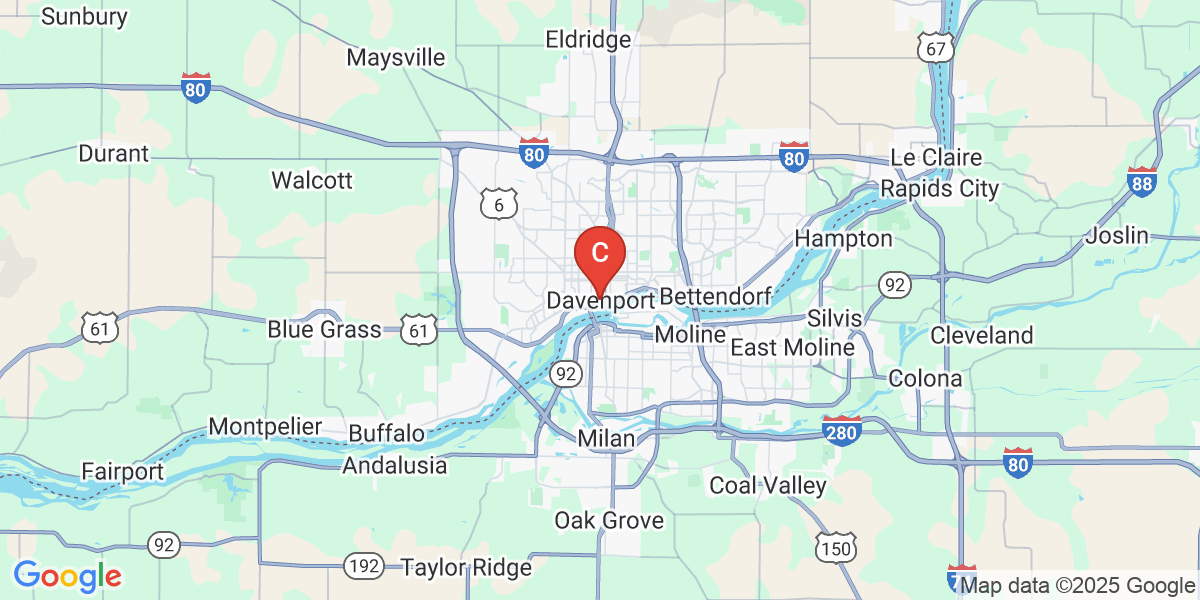 Sunbury
Eldridge
67
Maysville
80
Durant
80
80
Le Claire
Walcott
88
Rapids City
6
Joslin
Hampton
C
92
Davenport
Bettendorf
61
Blue Grass
61
Silvis
Moline
Cleveland
East Moline
92
Colona
Montpelier
Buffalo
Milan
280
Andalusia
80
Fairport
Coal Valley
Oak Grove
92
150
192
Taylor Ridge
Google
Map data ©2025 Google